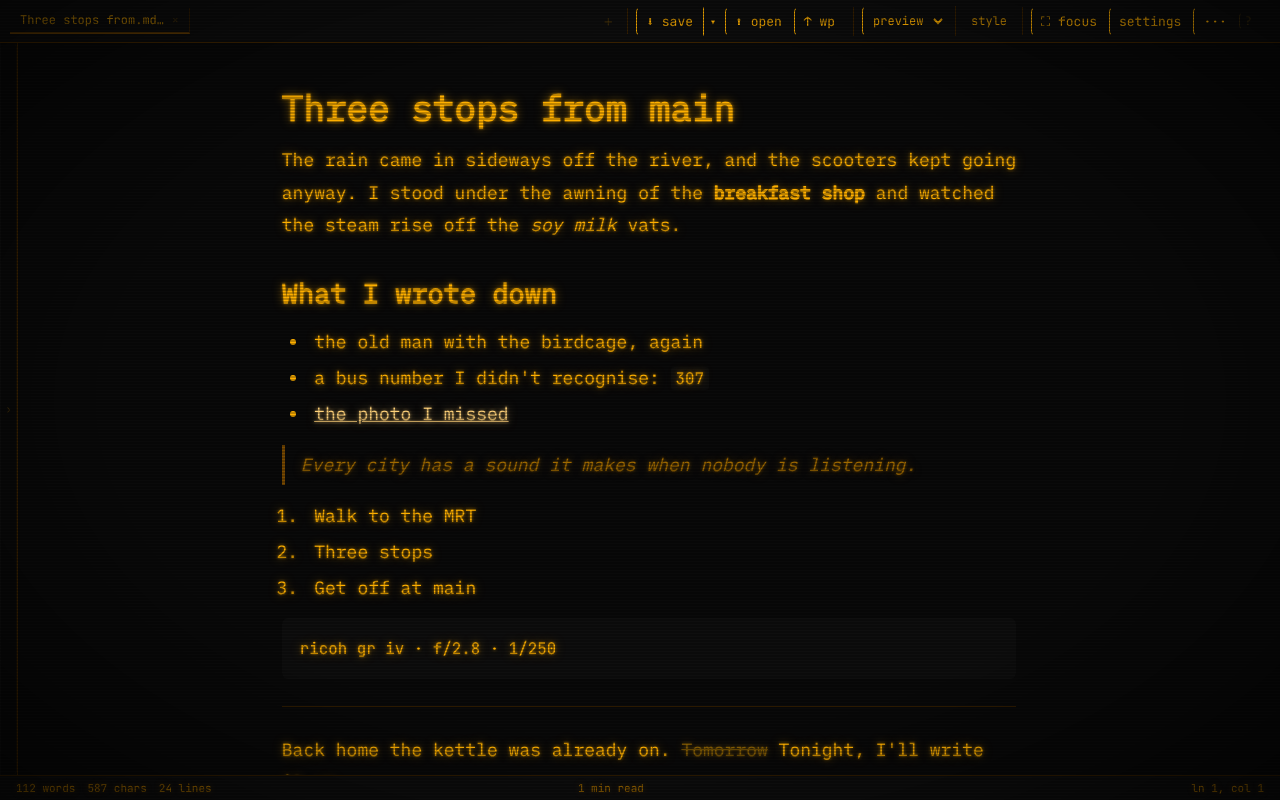 Three stops from.md…
+
⬇ save
▾
⬆ open
↑ wp
preview
style
⛶ focus
settings
···
Three stops from main
The rain came in sideways off the river, and the scooters kept going
anyway. I stood under the awning of the breakfast shop and watched
the steam rise off the soy milk vats.
What I wrote down
• the old man with the birdcage, again
• a bus number I didn't recognise: 307
• the photo I missed
Every city has a sound it makes when nobody is listening.
1. Walk to the MRT
2. Three stops
3. Get off at main
ricoh gr iv · f/2.8 · 1/250
Back home the kettle was already on. Tomorrow Tonight, I'll write
112 words 587 chars 24 lines
1 min read
ln 1, col 1